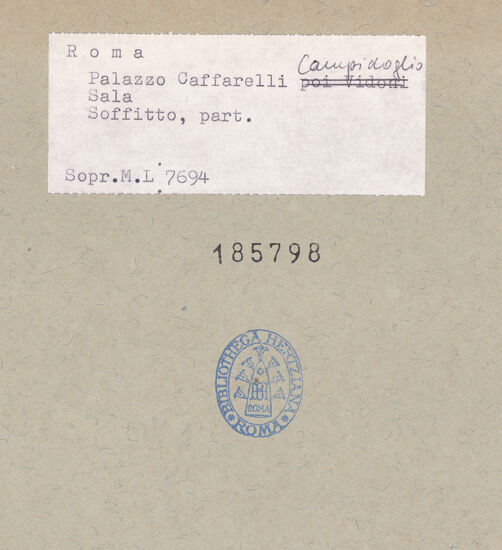 Roma
Campidoglio
Palazzo Caffarelli poi Vidoni
Sala
Soffitto, part.
Sopr.M.L 7694
185798
BIBLIOTHECA HERTZIANA
ROMA
ROMA